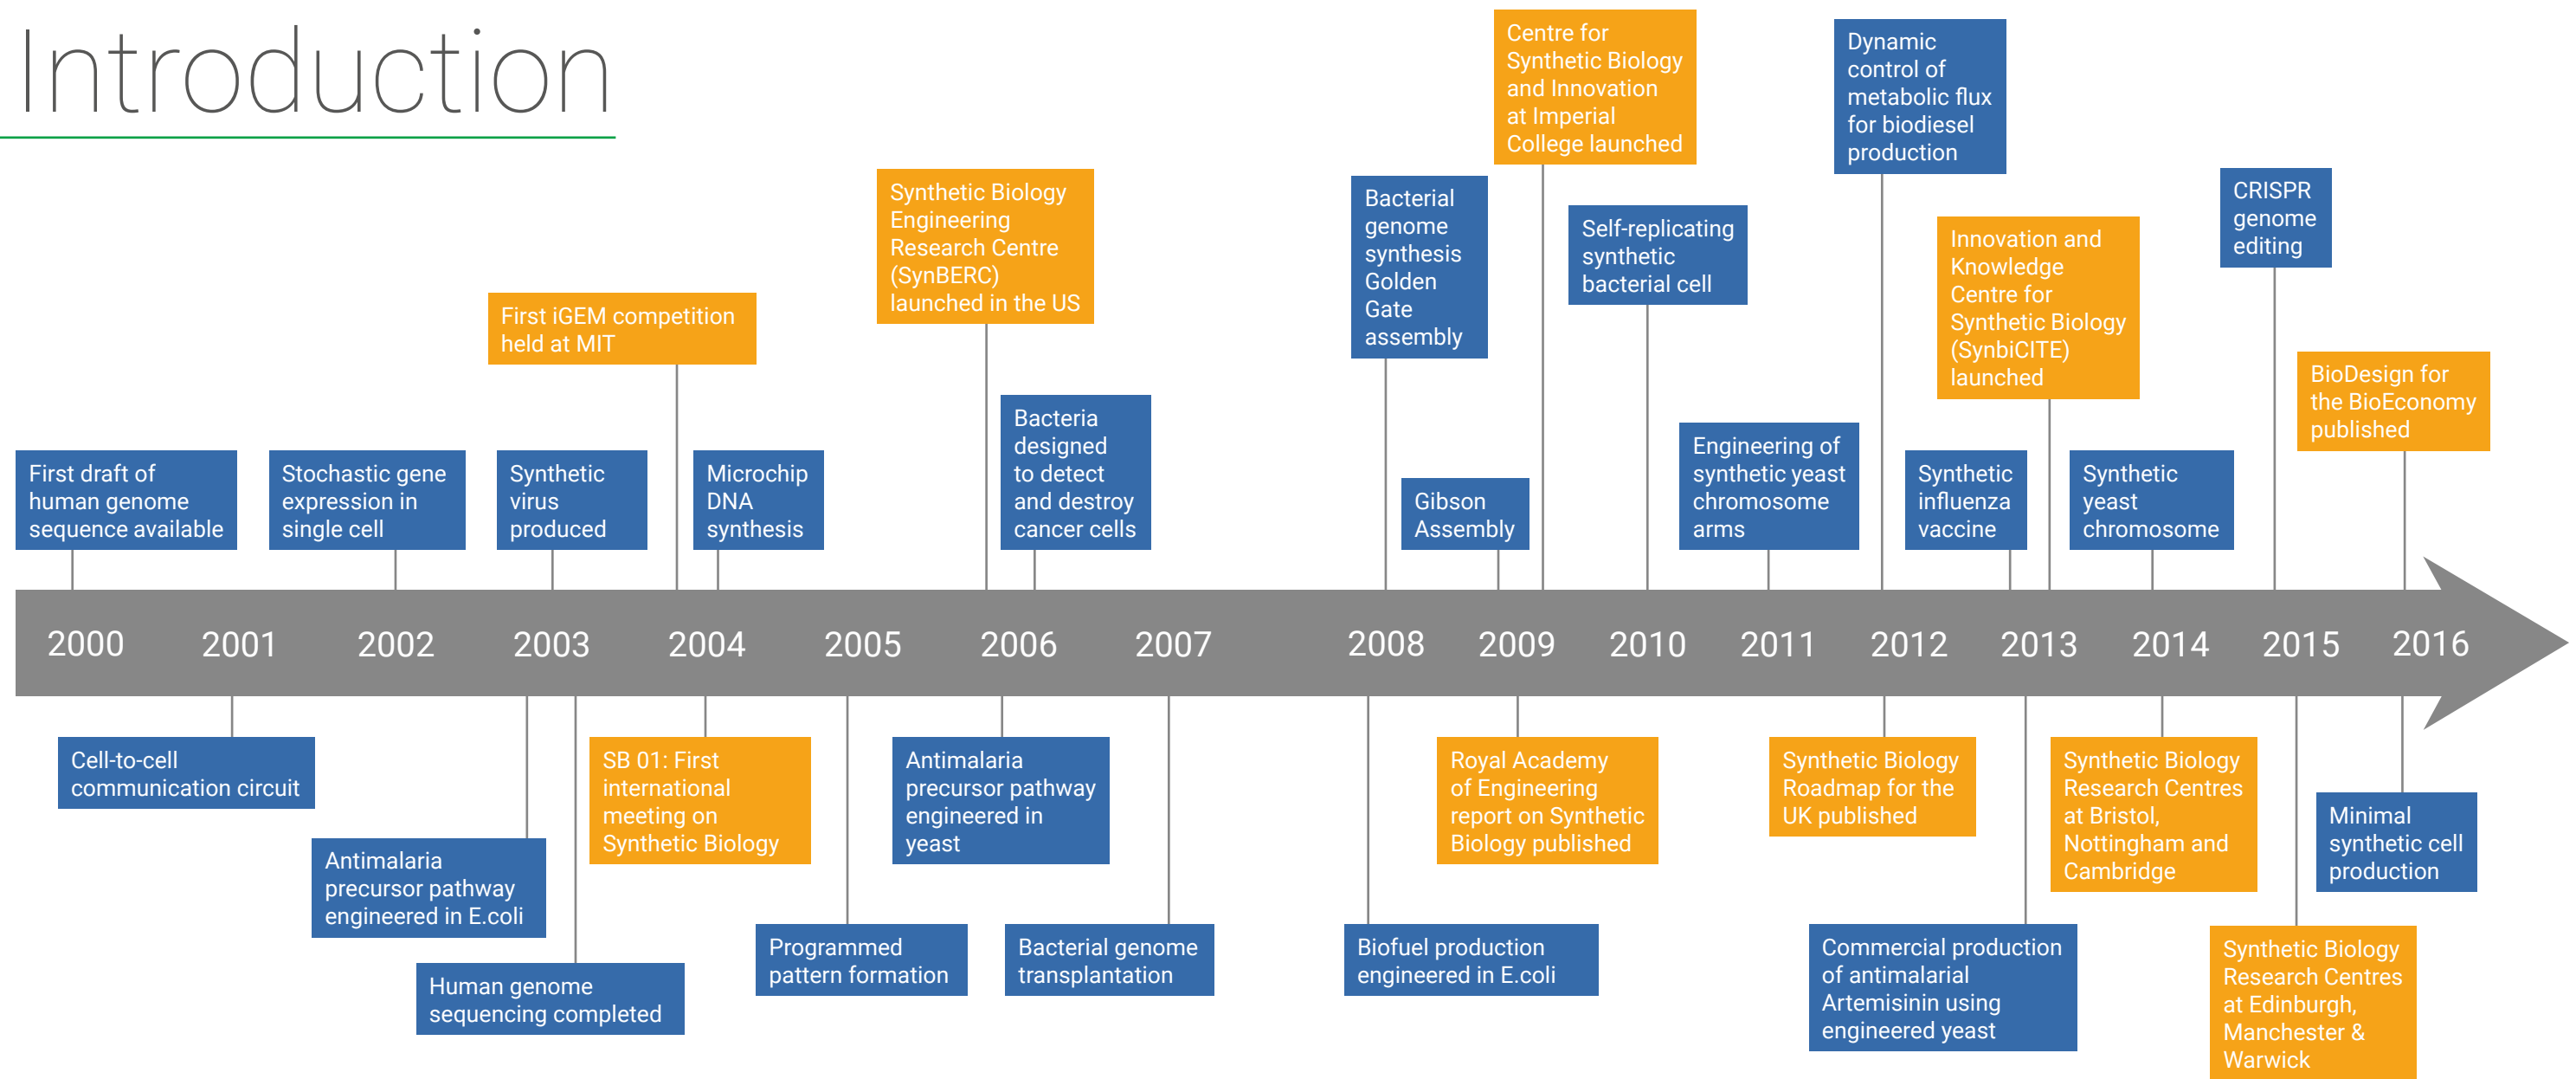 Introduction
Centre for
Synthetic Biology
and Innovation
at Imperial
College launched
Dynamic
control of
metabolic flux
for biodiesel
production
Synthetic Biology
Engineering
Research Centre
(SynBERC)
launched in the US
Bacterial
genome
synthesis
Golden
Gate
assembly
Self-replicating
synthetic
bacterial cell
Innovation and
Knowledge
Centre for
Synthetic Biology
(SynbiCITE)
launched
CRISPR
genome
editing
First iGEM competition
held at MIT
BioDesign for
the BioEconomy
published
First draft of
human genome
sequence available
Stochastic gene
expression in
single cell
Synthetic
virus
produced
Microchip
DNA
synthesis
Bacteria
designed
to detect
and destroy
cancer cells
Gibson
Assembly
Engineering of
synthetic yeast
chromosome
arms
Synthetic
influenza
vaccine
Synthetic
yeast
chromosome
2000 2001 2002 2003 2004 2005 2006 2007 2008 2009 2010 2011 2012 2013 2014 2015 2016
Cell-to-cell
communication circuit
Antimalaria
precursor pathway
engineered in E.coli
Human genome
sequencing completed
SB 01: First
international
meeting on
Synthetic Biology
Programmed
pattern formation
Antimalaria
precursor pathway
engineered in
yeast
Bacterial genome
transplantation
Biofuel production
engineered in E.coli
Royal Academy
of Engineering
report on Synthetic
Biology published
Synthetic Biology
Roadmap for the
UK published
Commercial production
of antimalarial
Artemisinin using
engineered yeast
Synthetic Biology
Research Centres
at Bristol,
Nottingham and
Cambridge
Synthetic Biology
Research Centres
at Edinburgh,
Manchester &
Warwick
Minimal
synthetic cell
production